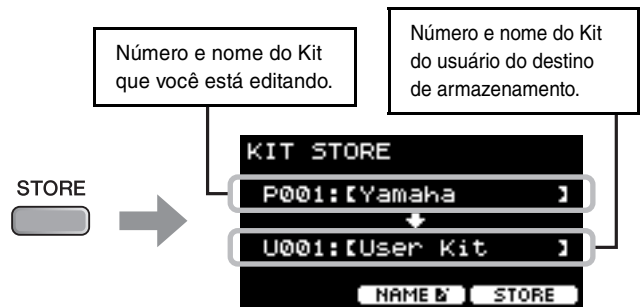 Número e nome do Kit
que você está editando.
Número e nome do Kit
do usuário do destino
de armazenamento.
STORE
KIT STORE
P001:[Yamaha ]
U001:[User Kit ]
NAME STORE